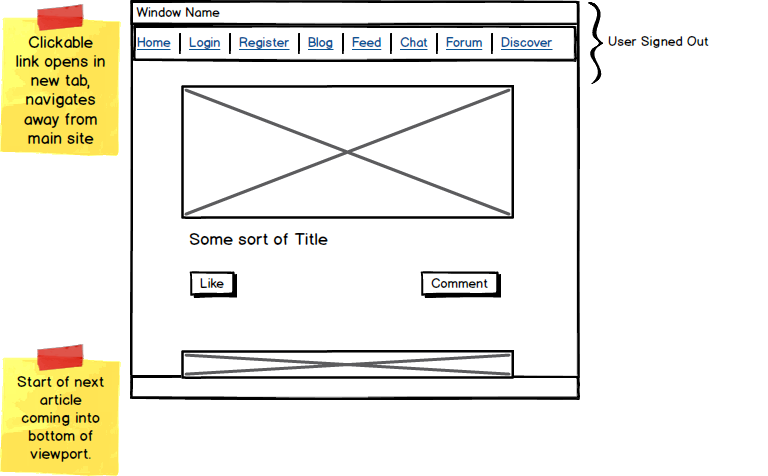 Window Name
Home | Login | Register | Blog | Feed | Chat | Forum | Discover
User Signed Out
Clickable
link opens in
new tab,
navigates
away from
main site
Some sort of Title
Like
Comment
Start of next
article
coming into
bottom of
viewport.